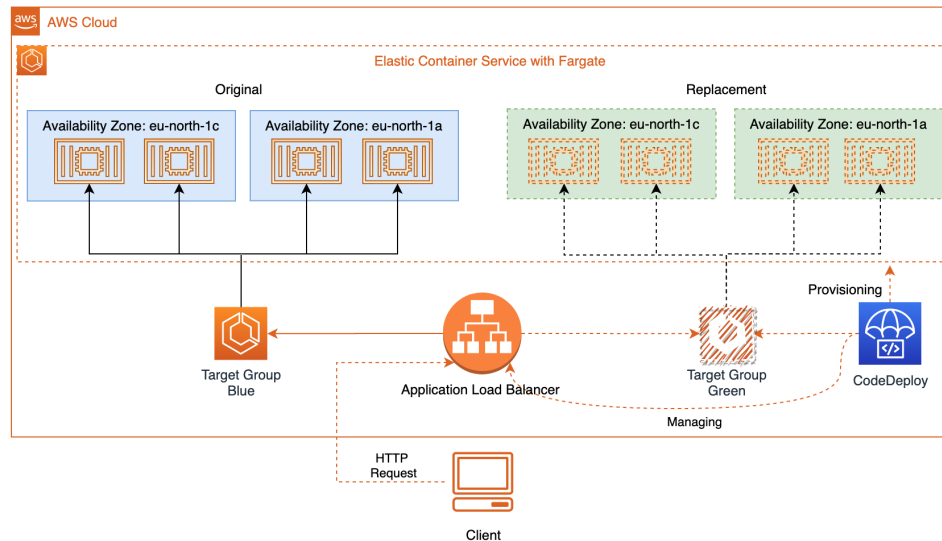 aws
AWS Cloud
Elastic Container Service with Fargate
Original
Replacement
Availability Zone: eu-north-1c
Availability Zone: eu-north-1a
Availability Zone: eu-north-1c
Availability Zone: eu-north-1a
Provisioning
Target Group
Blue
Application Load Balancer
Target Group
Green
</>
CodeDeploy
Managing
HTTP
Request
Client